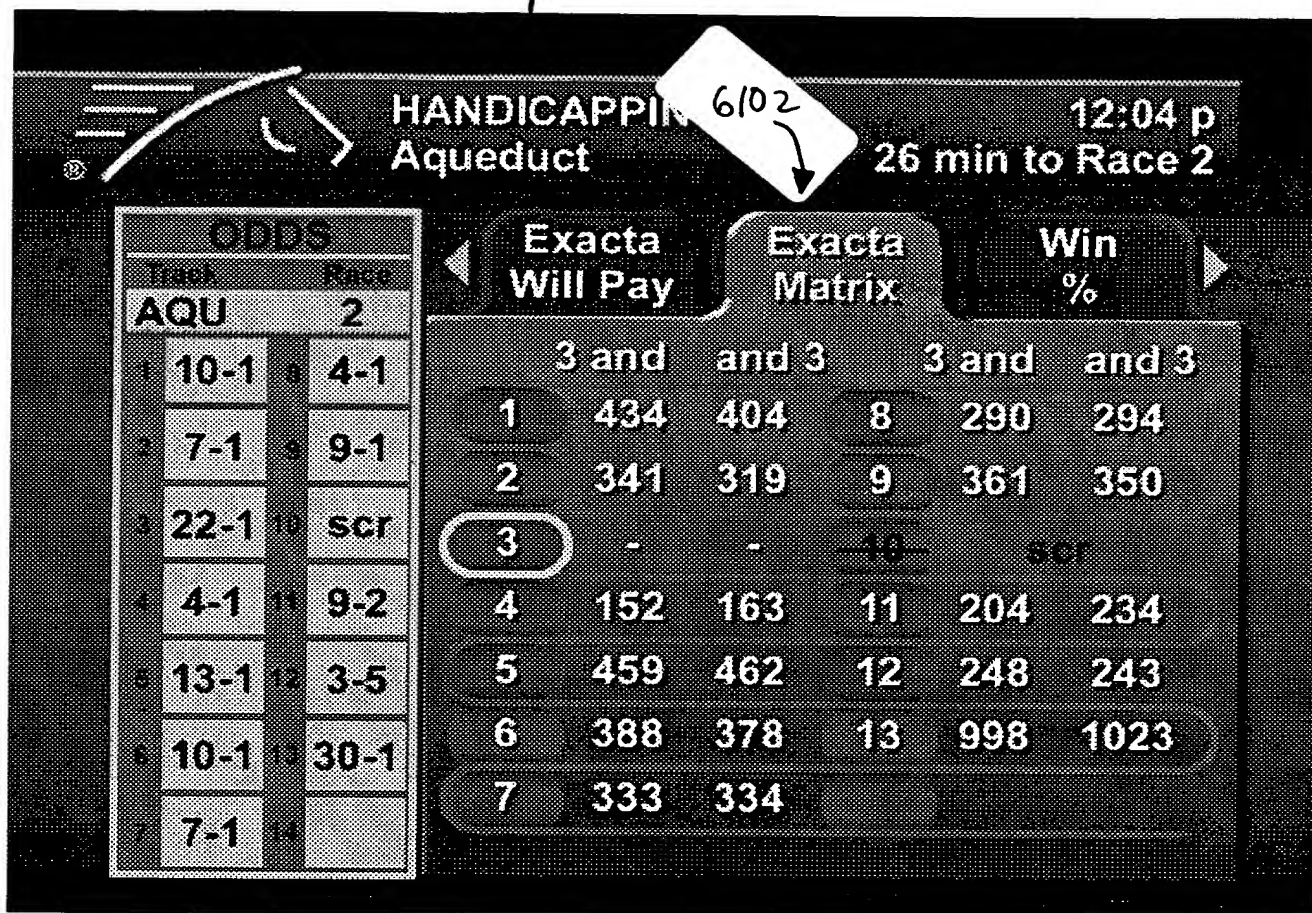 6102
HANDICAPPIN
12:04 p
Aqueduct
26 min to Race 2
®
ODDS
Track Race
AQU 2
1 10-1 8 4-1
2 7-1 9 9-1
3 22-1 10 scr
4 4-1 11 9-2
5 13-1 12 3-5
6 10-1 13 30-1
7 7-1 14
Exacta Will Pay
Exacta Matrix
Win %
3 and and 3 3 and and 3
1 434 404 8 290 294
2 341 319 9 361 350
3 - - 10 scr
4 152 163 11 204 234
5 459 462 12 248 243
6 388 378 13 998 1023
7 333 334